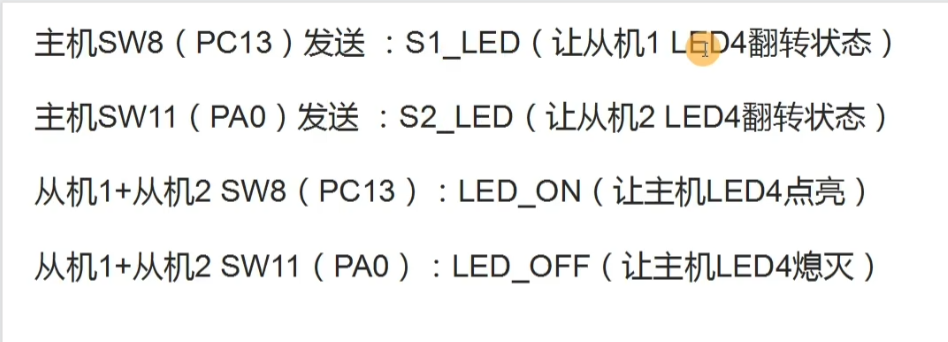 主机SW8（PC13）发送 ：S1_LED（让从机1 LED4翻转状态）
主机SW11（PA0）发送 ：S2_LED（让从机2 LED4翻转状态）
从机1+从机2 SW8（PC13）：LED_ON（让主机LED4点亮）
从机1+从机2 SW11（PA0）：LED_OFF（让主机LED4熄灭）